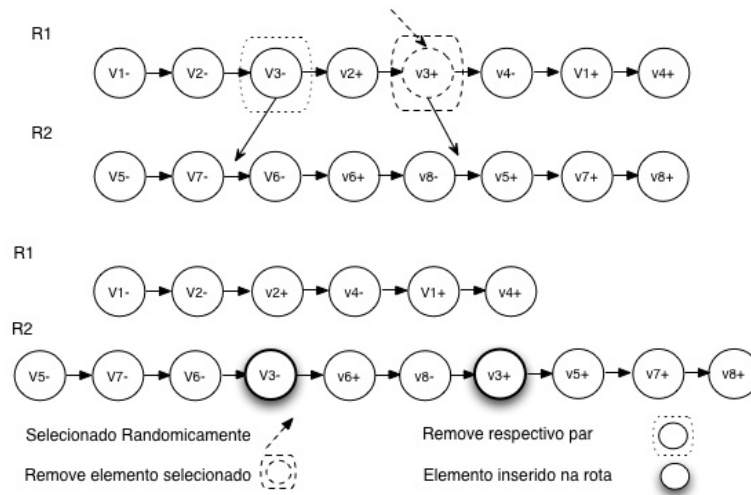 R1
V1- V2- V3- v2+ v3+ v4- V1+ v4+
R2
V5- V7- V6- v6+ v8- v5+ v7+ v8+
R1
V1- V2- v2+ v4- V1+ v4+
R2
V5- V7- V6- V3- v6+ v8- v3+ v5+ v7+ v8+
Selecionado Randomicamente
Remove respectivo par
Remove elemento selecionado
Elemento inserido na rota